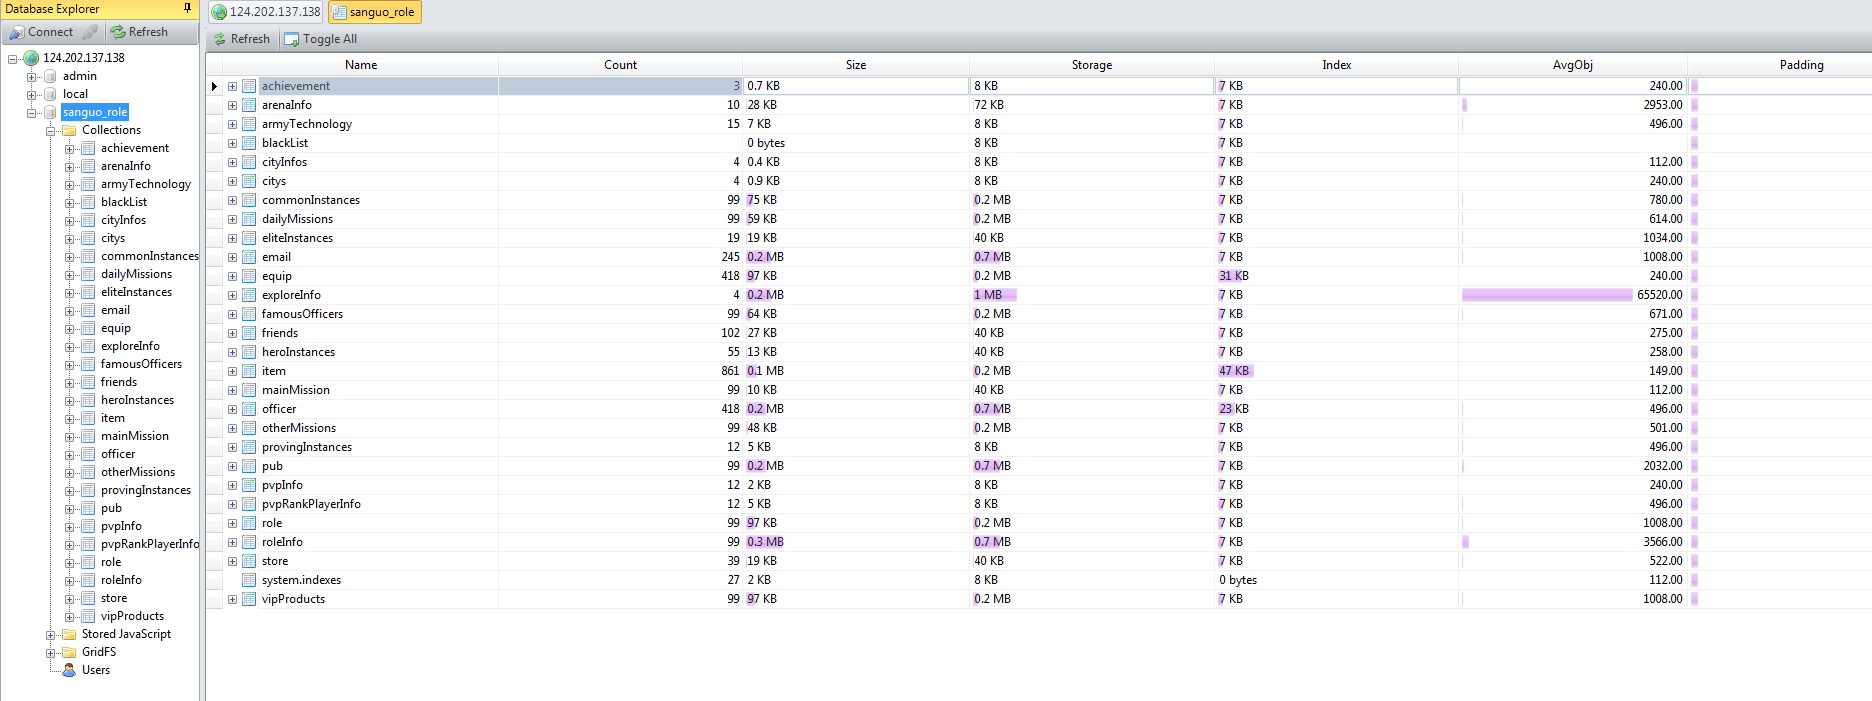 Database Explorer
Connect Refresh
124.202.137.138
admin
local
sanguo_role
Collections
achievement
arenaInfo
armyTechnology
blackList
cityInfos
citys
commonInstances
dailyMissions
eliteInstances
email
equip
exploreInfo
famousOfficers
friends
heroInstances
item
mainMission
officer
otherMissions
provingInstances
pub
pvpInfo
pvpRankPlayerInfo
role
roleInfo
store
vipProducts
Stored JavaScript
GridFS
Users
124.202.137.138 sanguo_role
Refresh Toggle All
Name Count Size Storage Index AvgObj Padding
achievement 3 0.7 KB 8 KB 7 KB 240.00
arenaInfo 10 28 KB 72 KB 7 KB 2953.00
armyTechnology 15 7 KB 8 KB 7 KB 496.00
blackList 0 bytes 8 KB 7 KB
cityInfos 4 0.4 KB 8 KB 7 KB 112.00
citys 4 0.9 KB 8 KB 7 KB 240.00
commonInstances 99 75 KB 0.2 MB 7 KB 780.00
dailyMissions 99 59 KB 0.2 MB 7 KB 614.00
eliteInstances 19 19 KB 40 KB 7 KB 1034.00
email 245 0.2 MB 0.7 MB 7 KB 1008.00
equip 418 97 KB 0.2 MB 31 KB 240.00
exploreInfo 4 0.2 MB 1 MB 7 KB 65520.00
famousOfficers 99 64 KB 0.2 MB 7 KB 671.00
friends 102 27 KB 40 KB 7 KB 275.00
heroInstances 55 13 KB 40 KB 7 KB 258.00
item 861 0.1 MB 0.2 MB 47 KB 149.00
mainMission 99 10 KB 40 KB 7 KB 112.00
officer 418 0.2 MB 0.7 MB 23 KB 496.00
otherMissions 99 48 KB 0.2 MB 7 KB 501.00
provingInstances 12 5 KB 8 KB 7 KB 496.00
pub 99 0.2 MB 0.7 MB 7 KB 2032.00
pvpInfo 12 2 KB 8 KB 7 KB 240.00
pvpRankPlayerInfo 12 5 KB 8 KB 7 KB 496.00
role 99 97 KB 0.2 MB 7 KB 1008.00
roleInfo 99 0.3 MB 0.7 MB 7 KB 3566.00
store 39 19 KB 40 KB 7 KB 522.00
system.indexes 27 2 KB 8 KB 0 bytes 112.00
vipProducts 99 97 KB 0.2 MB 7 KB 1008.00